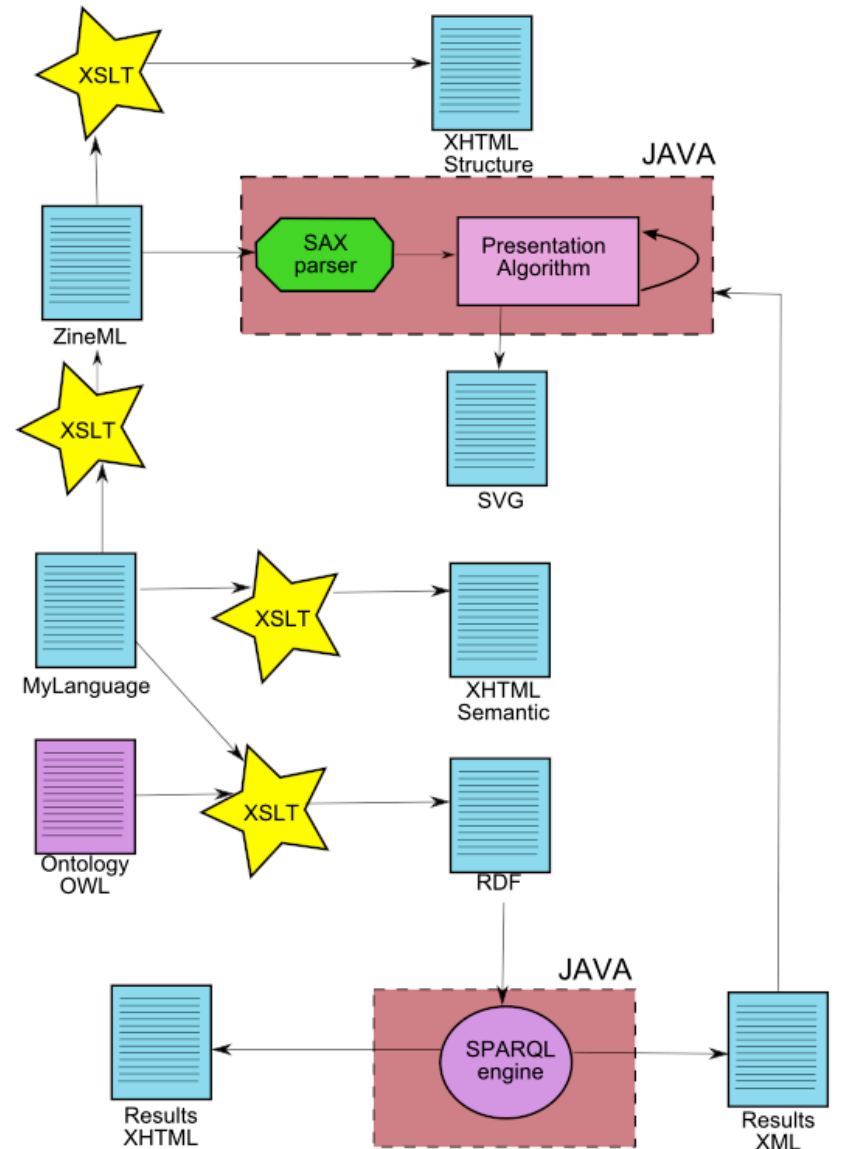 XSLT
XHTML
Structure
JAVA
SAX
parser
Presentation
Algorithm
ZineML
XSLT
SVG
MyLanguage
XSLT
XHTML
Semantic
Ontology
OWL
XSLT
RDF
JAVA
SPARQL
engine
Results
XHTML
Results
XML